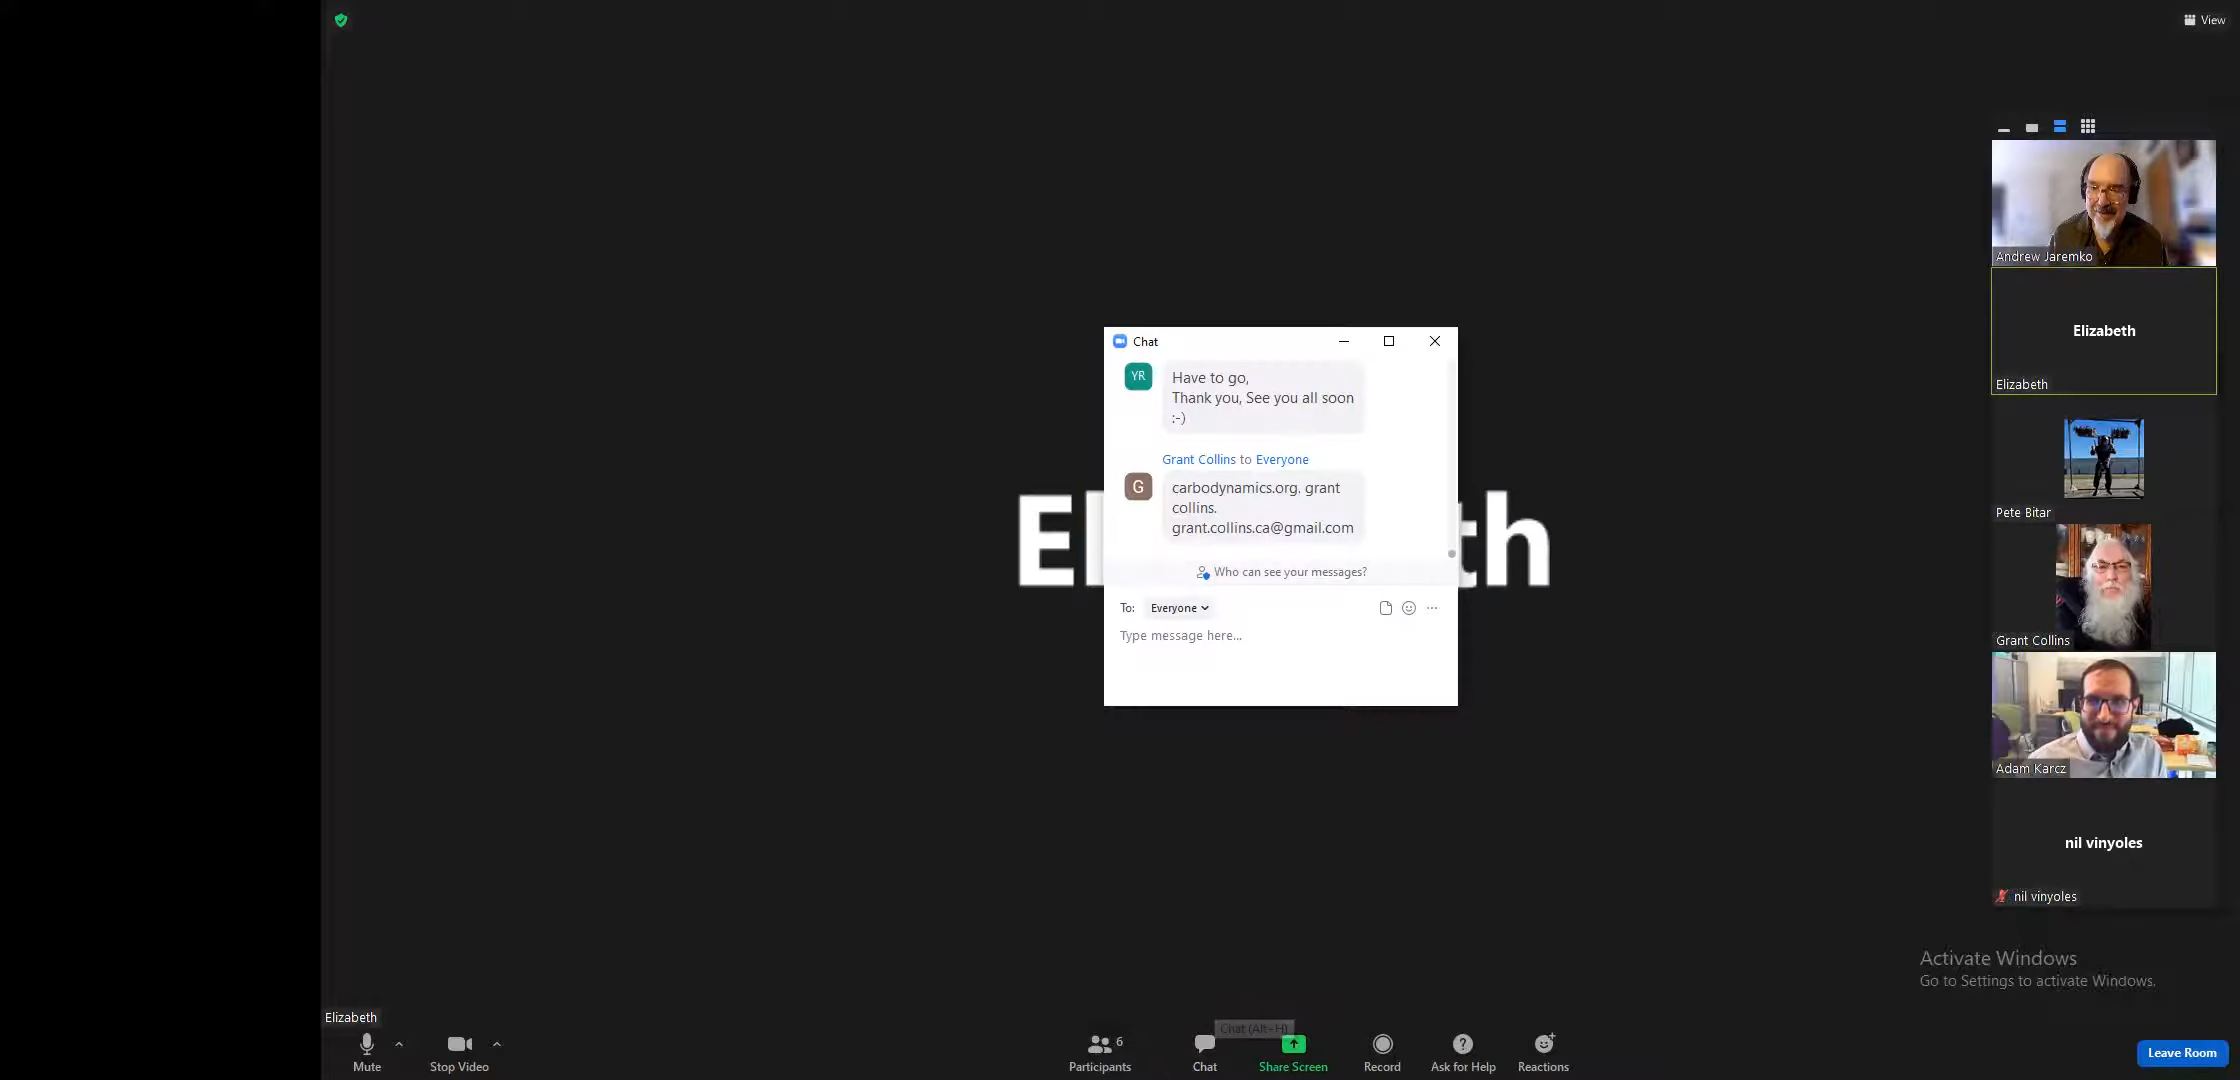 View
Andrew Jaremko
Elizabeth
Elizabeth
Pete Bitar
Grant Collins
Adam Karcz
nil vinyoles
nil vinyoles
Chat
YR
Have to go,
Thank you, See you all soon
:-)
Grant Collins to Everyone
G
carbodynamics.org. grant
collins.
grant.collins.ca@gmail.com
Who can see your messages?
To: Everyone
Type message here...
Activate Windows
Go to Settings to activate Windows.
Elizabeth
Chat (Alt+H)
6
Mute
Stop Video
Participants
Chat
Share Screen
Record
Ask for Help
Reactions
Leave Room